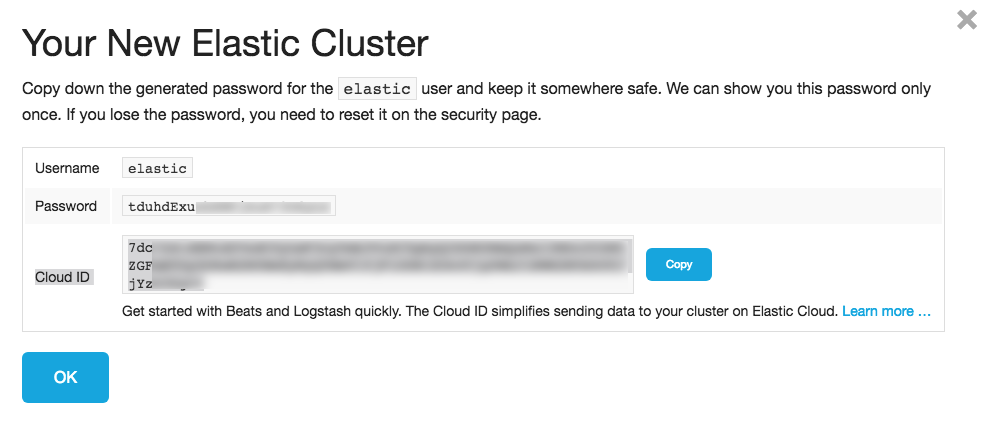 Your New Elastic Cluster
Copy down the generated password for the elastic user and keep it somewhere safe. We can show you this password only
once. If you lose the password, you need to reset it on the security page.
Username elastic
Password tduhdExu
7dc
ZGF
jYz
Cloud ID
Copy
Get started with Beats and Logstash quickly. The Cloud ID simplifies sending data to your cluster on Elastic Cloud. Learn more ...
OK